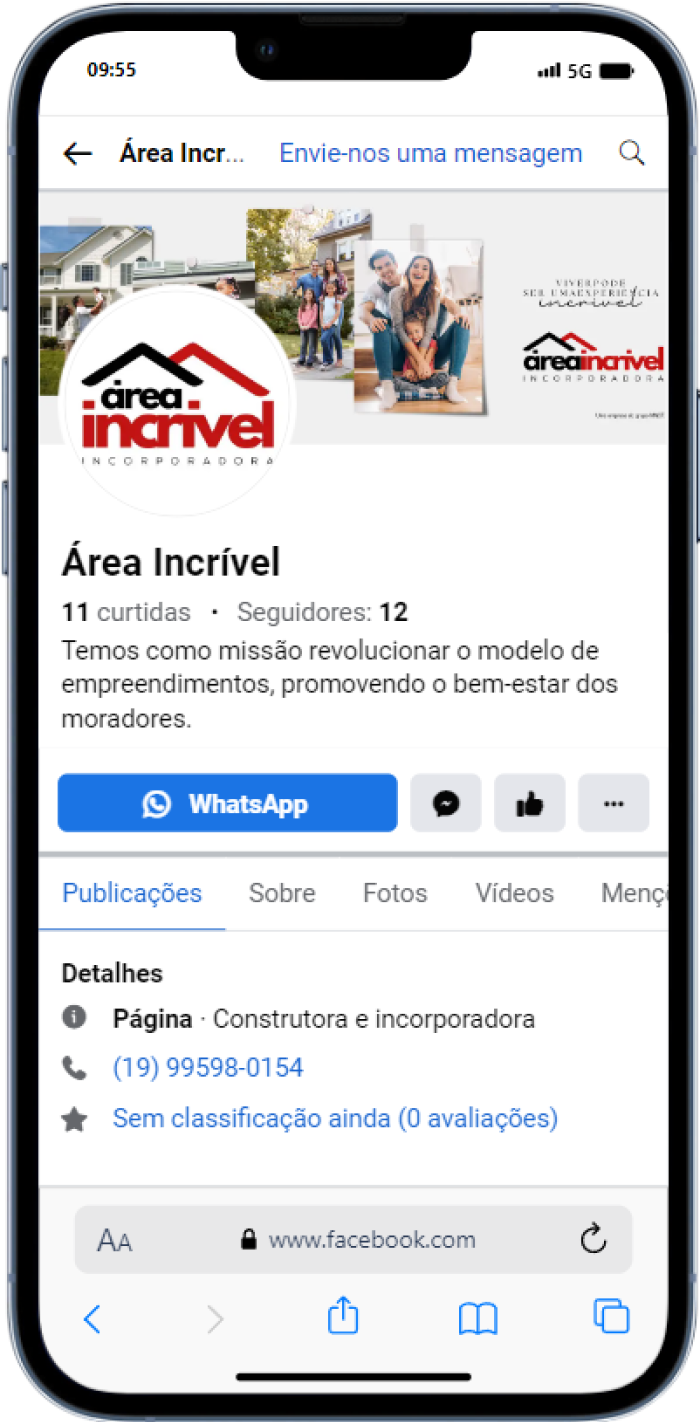 09:55
5G
Área Incr...
Envie-nos uma mensagem
VIVER PODE
SER UMA EXPERIÊNCIA
incrível
áreaincrível
INCORPORADORA
área
incrível
INCORPORADORA
Área Incrível
11 curtidas · Seguidores: 12
Temos como missão revolucionar o modelo de
empreendimentos, promovendo o bem-estar dos
moradores.
WhatsApp
Publicações Sobre Fotos Vídeos Menç
Detalhes
Página · Construtora e incorporadora
(19) 99598-0154
Sem classificação ainda (0 avaliações)
AA www.facebook.com